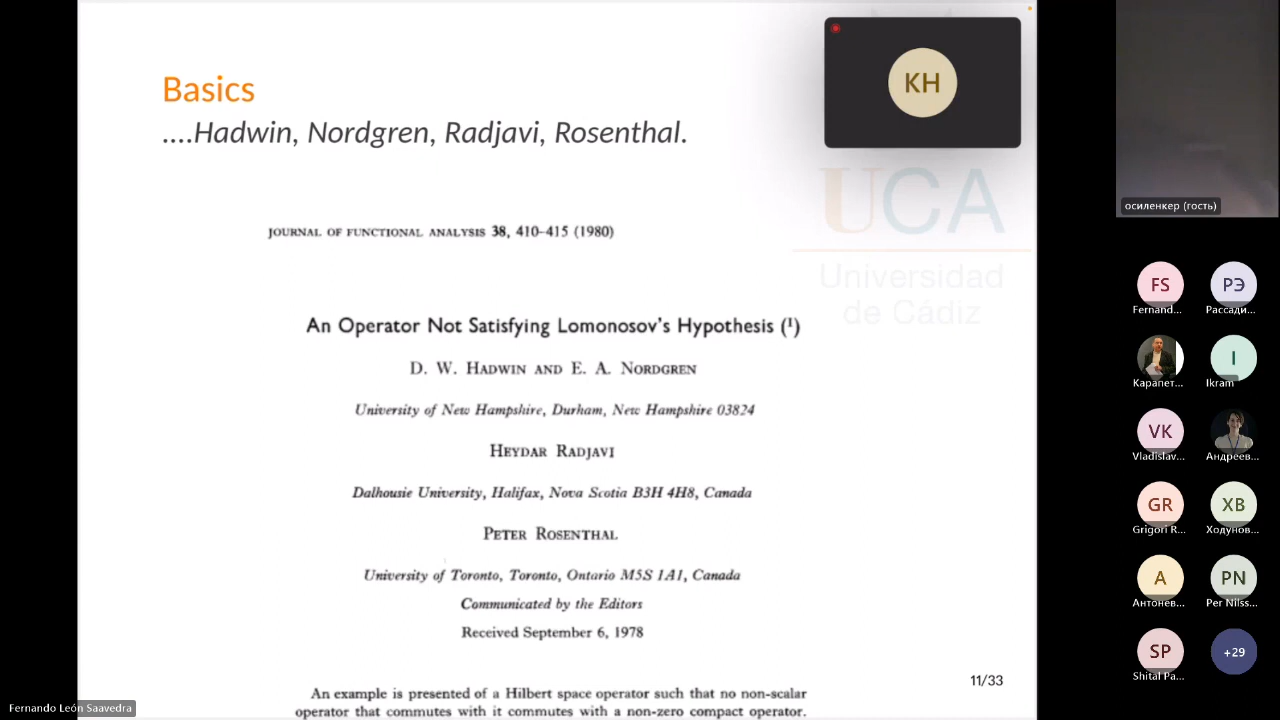 Basics
....Hadwin, Nordgren, Radjavi, Rosenthal.
KH
UCA
Universidad
de Cádiz
JOURNAL OF FUNCTIONAL ANALYSIS 38, 410–415 (1980)
An Operator Not Satisfying Lomonosov's Hypothesis (¹)
D. W. HADWIN AND E. A. NORDGREN
University of New Hampshire, Durham, New Hampshire 03824
HEYDAR RADJAVI
Dalhousie University, Halifax, Nova Scotia B3H 4H8, Canada
PETER ROSENTHAL
University of Toronto, Toronto, Ontario M5S 1A1, Canada
Communicated by the Editors
Received September 6, 1978
An example is presented of a Hilbert space operator such that no non-scalar
operator that commutes with it commutes with a non-zero compact operator.
11/33
Fernando León Saavedra
осиленкер (гость)
FS
РЭ
Fernand...
Рассади...
Карапет...
I
Ikram
VK
Vladislav...
Андреев...
GR
ХВ
Grigori R...
Ходунов...
А
PN
Антонев...
Per Nilss...
SP
+29
Shital Pa...